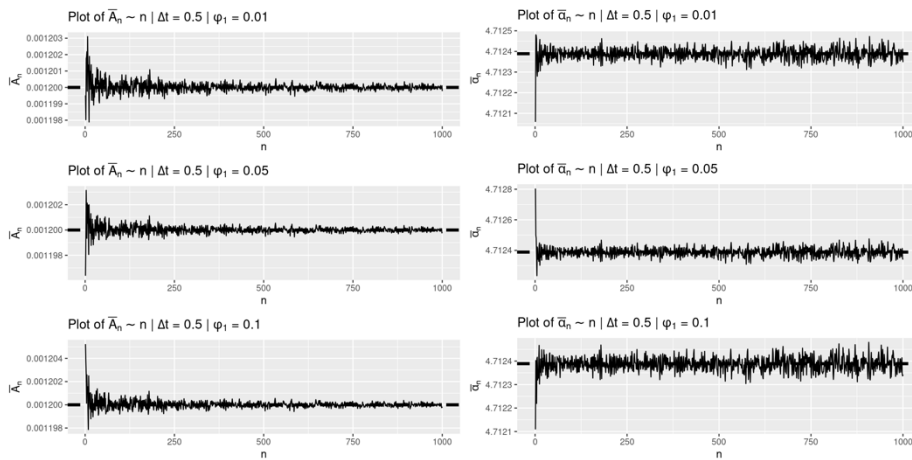 Plot of A̅ₙ ~ n | Δt = 0.5 | φ₁ = 0.01
0.001203
0.001201
0.001200
0.001199
0.001198
A̅ₙ
0 250 500 750 1000
n
Plot of α̅ₙ ~ n | Δt = 0.5 | φ₁ = 0.01
4.7125
4.7124
4.7123
4.7122
4.7121
α̅ₙ
0 250 500 750 1000
n
Plot of A̅ₙ ~ n | Δt = 0.5 | φ₁ = 0.05
0.001202
0.001200
0.001198
A̅ₙ
0 250 500 750 1000
n
Plot of α̅ₙ ~ n | Δt = 0.5 | φ₁ = 0.05
4.7128
4.7126
4.7124
α̅ₙ
0 250 500 750 1000
n
Plot of A̅ₙ ~ n | Δt = 0.5 | φ₁ = 0.1
0.001204
0.001202
0.001200
0.001198
A̅ₙ
0 250 500 750 1000
n
Plot of α̅ₙ ~ n | Δt = 0.5 | φ₁ = 0.1
4.7124
4.7123
4.7122
4.7121
α̅ₙ
0 250 500 750 1000
n